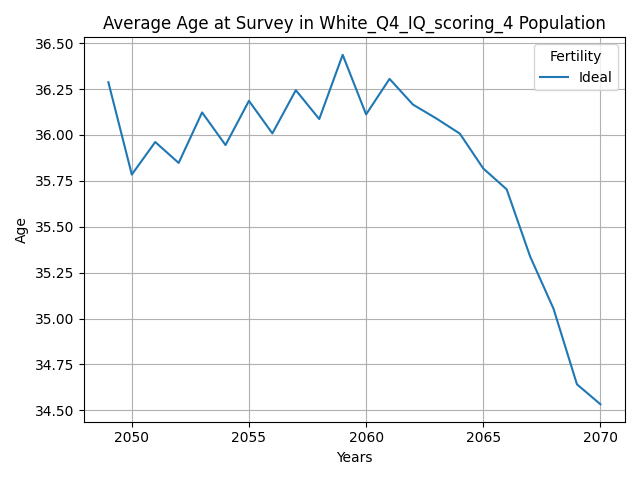 Average Age at Survey in White_Q4_IQ_scoring_4 Population
Fertility
Ideal
36.50
36.25
36.00
35.75
35.50
35.25
35.00
34.75
34.50
Age
2050 2055 2060 2065 2070
Years